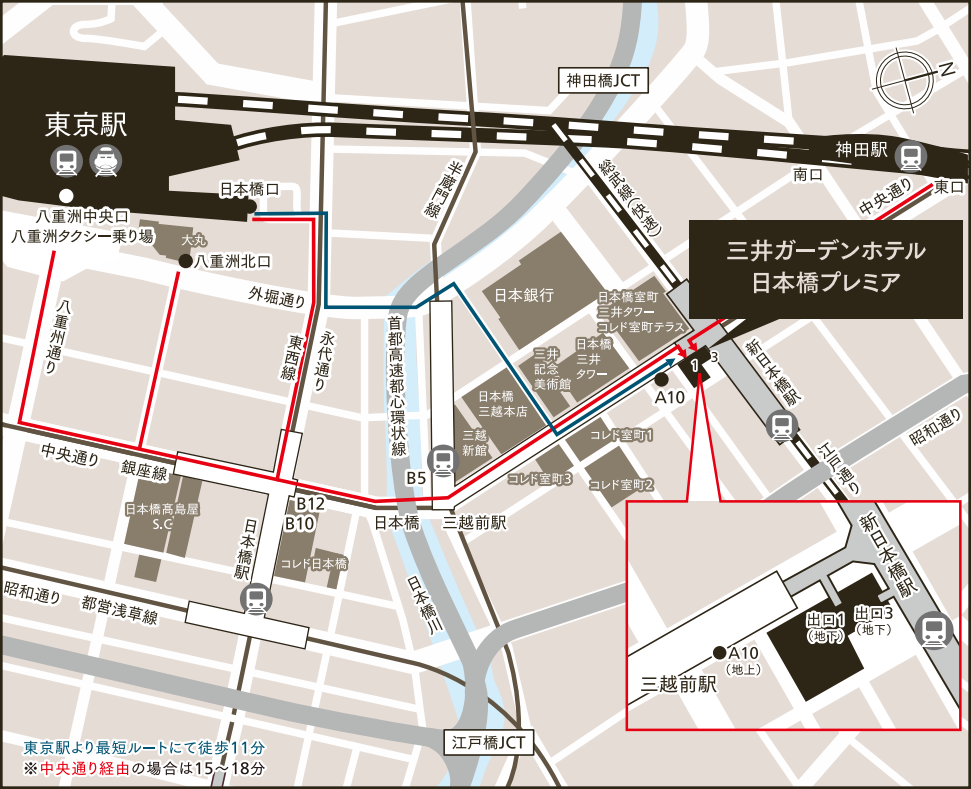 神田橋JCT
N
東京駅
神田駅
南口
東口
中央通り
日本橋口
八重洲中央口
八重洲タクシー乗り場
大丸
八重洲北口
半蔵門線
総武線(快速)
三井ガーデンホテル
日本橋プレミア
外堀通り
八重州通り
東西線
永代通り
首都高速都心環状線
日本銀行
日本橋室町
三井タワー
コレド室町テラス
日本橋
三井
タワー
三井
記念
美術館
日本橋
三越本店
三越
新館
1
3
A10
新日本橋駅
コレド室町1
コレド室町3
コレド室町2
昭和通り
江戸通り
中央通り
銀座線
B5
B12
B10
日本橋
三越前駅
日本橋髙島屋
S.C
日本橋駅
コレド日本橋
日本橋川
昭和通り
都営浅草線
新日本橋駅
出口1
(地下)
出口3
(地下)
A10
(地上)
三越前駅
江戸橋JCT
東京駅より最短ルートにて徒歩11分
※中央通り経由の場合は15〜18分